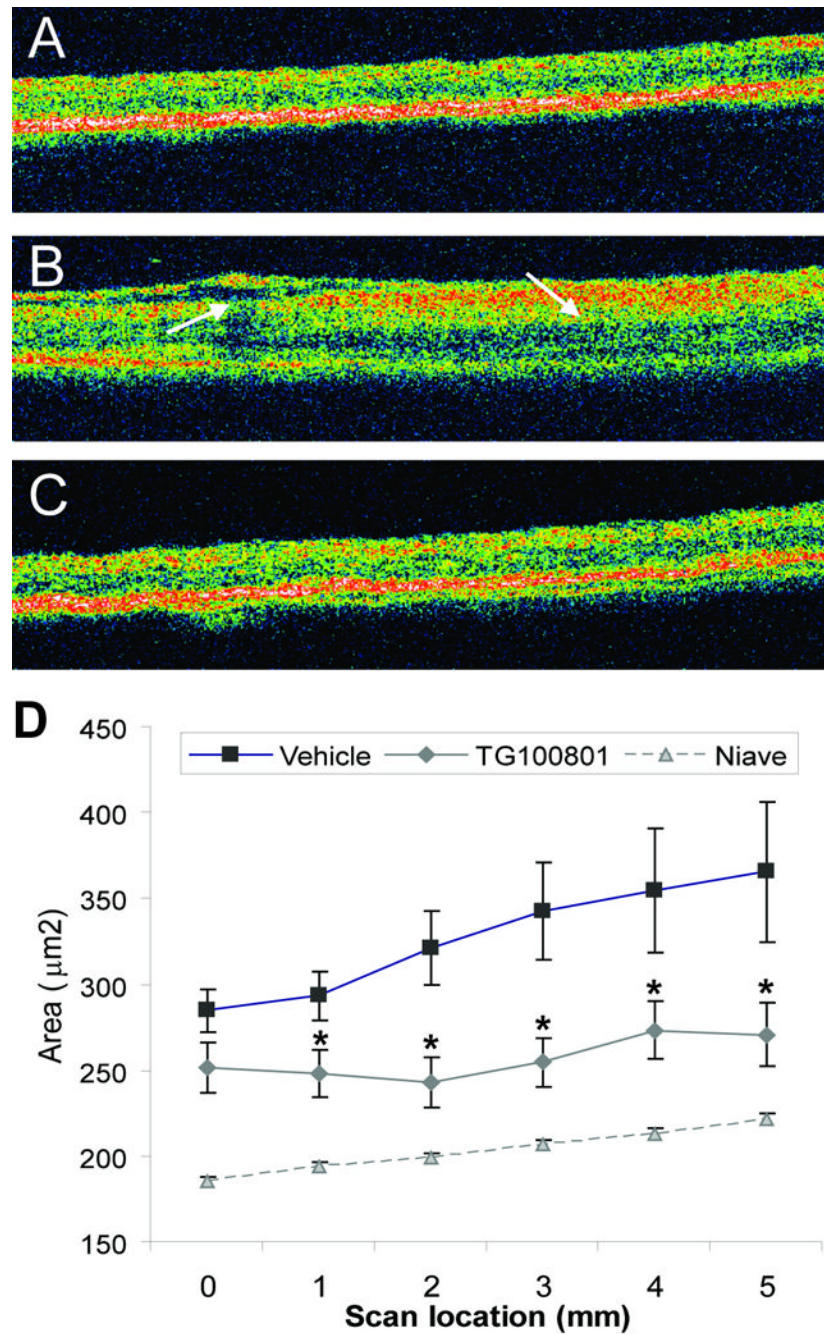 A
B
C
D
450
Vehicle TG100801 Niave
400
350
300
* * * * *
250
200
150
Area ( μm2)
0 1 2 3 4 5
Scan location (mm)